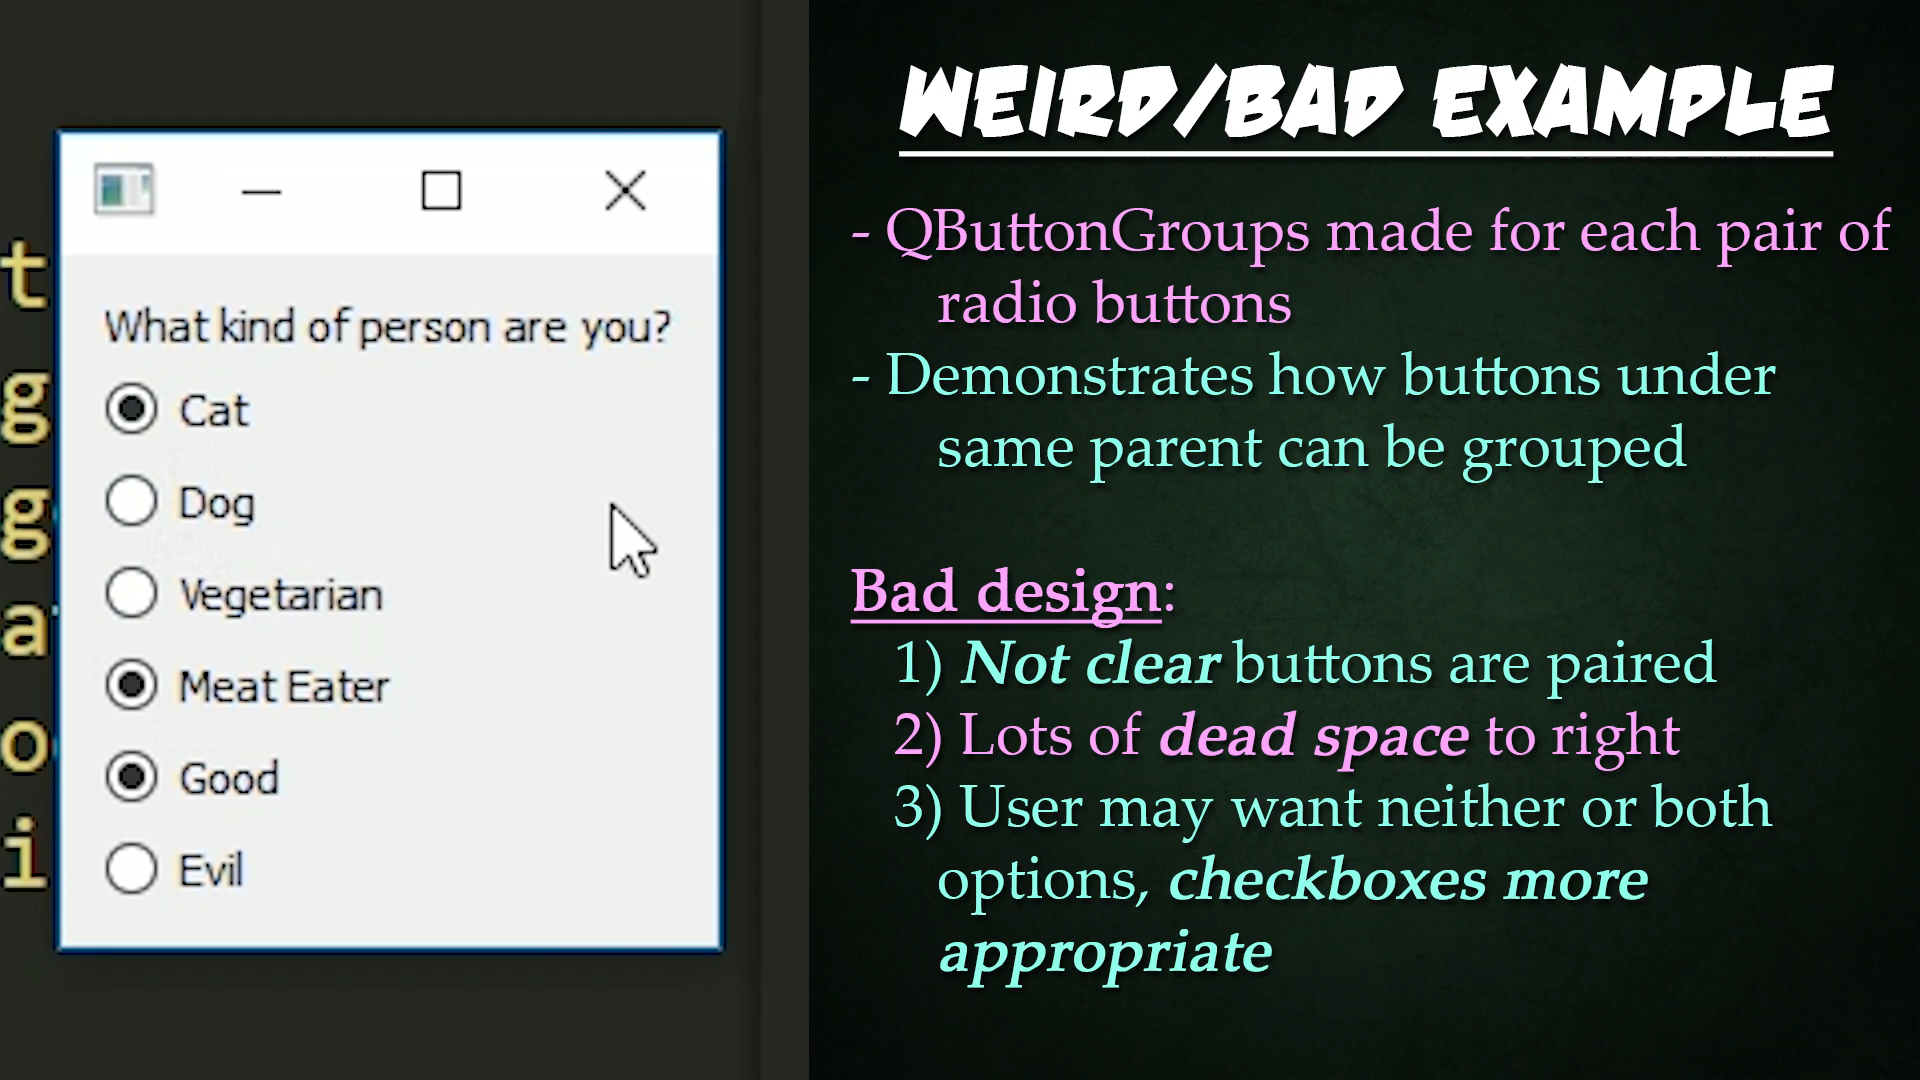 WEIRD/BAD EXAMPLE
- QButtonGroups made for each pair of
radio buttons
- Demonstrates how buttons under
same parent can be grouped
Bad design:
1) Not clear buttons are paired
2) Lots of dead space to right
3) User may want neither or both
options, checkboxes more
appropriate
What kind of person are you?
Cat
Dog
Vegetarian
Meat Eater
Good
Evil
t
g
g
a
o
i